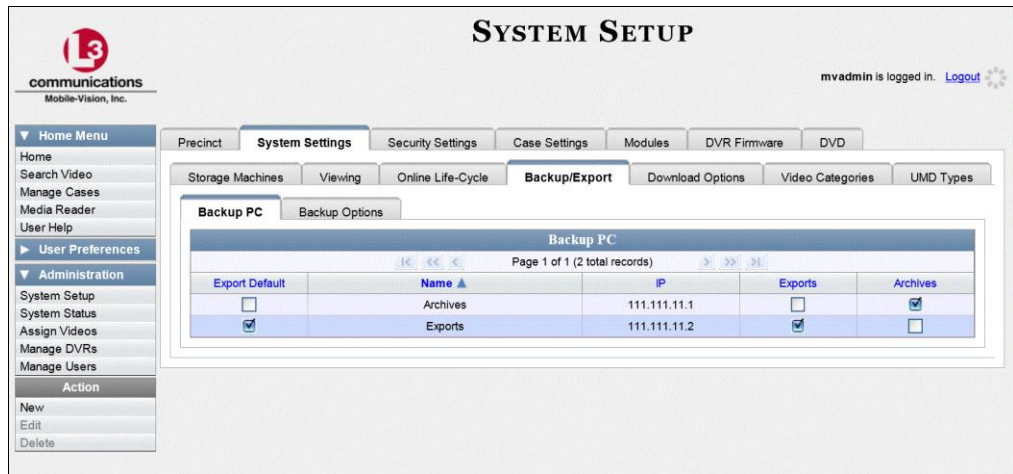 SYSTEM SETUP
L3
communications
Mobile-Vision, Inc.
mvadmin is logged in. Logout
▼ Home Menu
Home
Search Video
Manage Cases
Media Reader
User Help
▶ User Preferences
▼ Administration
System Setup
System Status
Assign Videos
Manage DVRs
Manage Users
Action
New
Edit
Delete
Precinct System Settings Security Settings Case Settings Modules DVR Firmware DVD
Storage Machines Viewing Online Life-Cycle Backup/Export Download Options Video Categories UMD Types
Backup PC Backup Options
Backup PC
Page 1 of 1 (2 total records)
Export Default Name ▲ IP Exports Archives
Archives 111.111.11.1
Exports 111.111.11.2